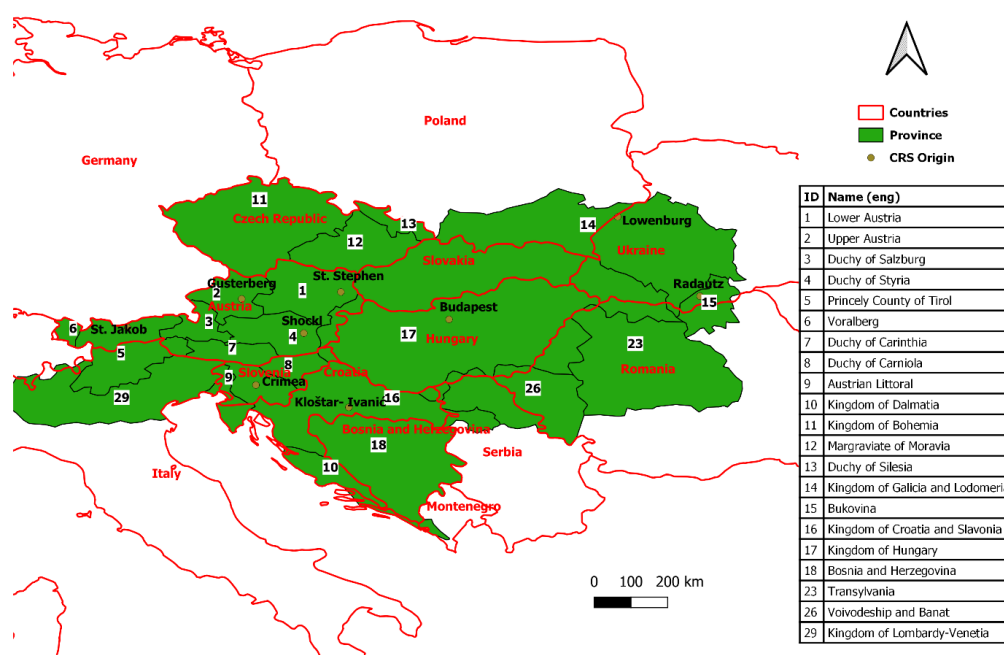 Poland
Germany
Countries
Province
CRS Origin
11
Czech Republic
13
14
Lowenburg
12
Ukraine
Slovakia
St. Stephen
Gusterberg
1
2
Austria
Radautz
15
Budapest
6
St. Jakob
3
Shockl
4
17
Hungary
23
5
7
Romania
8
Slovenia
9
Croatia
Crimea
26
29
16
Kloštar- Ivanić
Bosnia and Herzegovina
18
Serbia
10
Italy
Montenegro
0 100 200 km
ID Name (eng)
1 Lower Austria
2 Upper Austria
3 Duchy of Salzburg
4 Duchy of Styria
5 Princely County of Tirol
6 Voralberg
7 Duchy of Carinthia
8 Duchy of Carniola
9 Austrian Littoral
10 Kingdom of Dalmatia
11 Kingdom of Bohemia
12 Margraviate of Moravia
13 Duchy of Silesia
14 Kingdom of Galicia and Lodomeria
15 Bukovina
16 Kingdom of Croatia and Slavonia
17 Kingdom of Hungary
18 Bosnia and Herzegovina
23 Transylvania
26 Voivodeship and Banat
29 Kingdom of Lombardy-Venetia